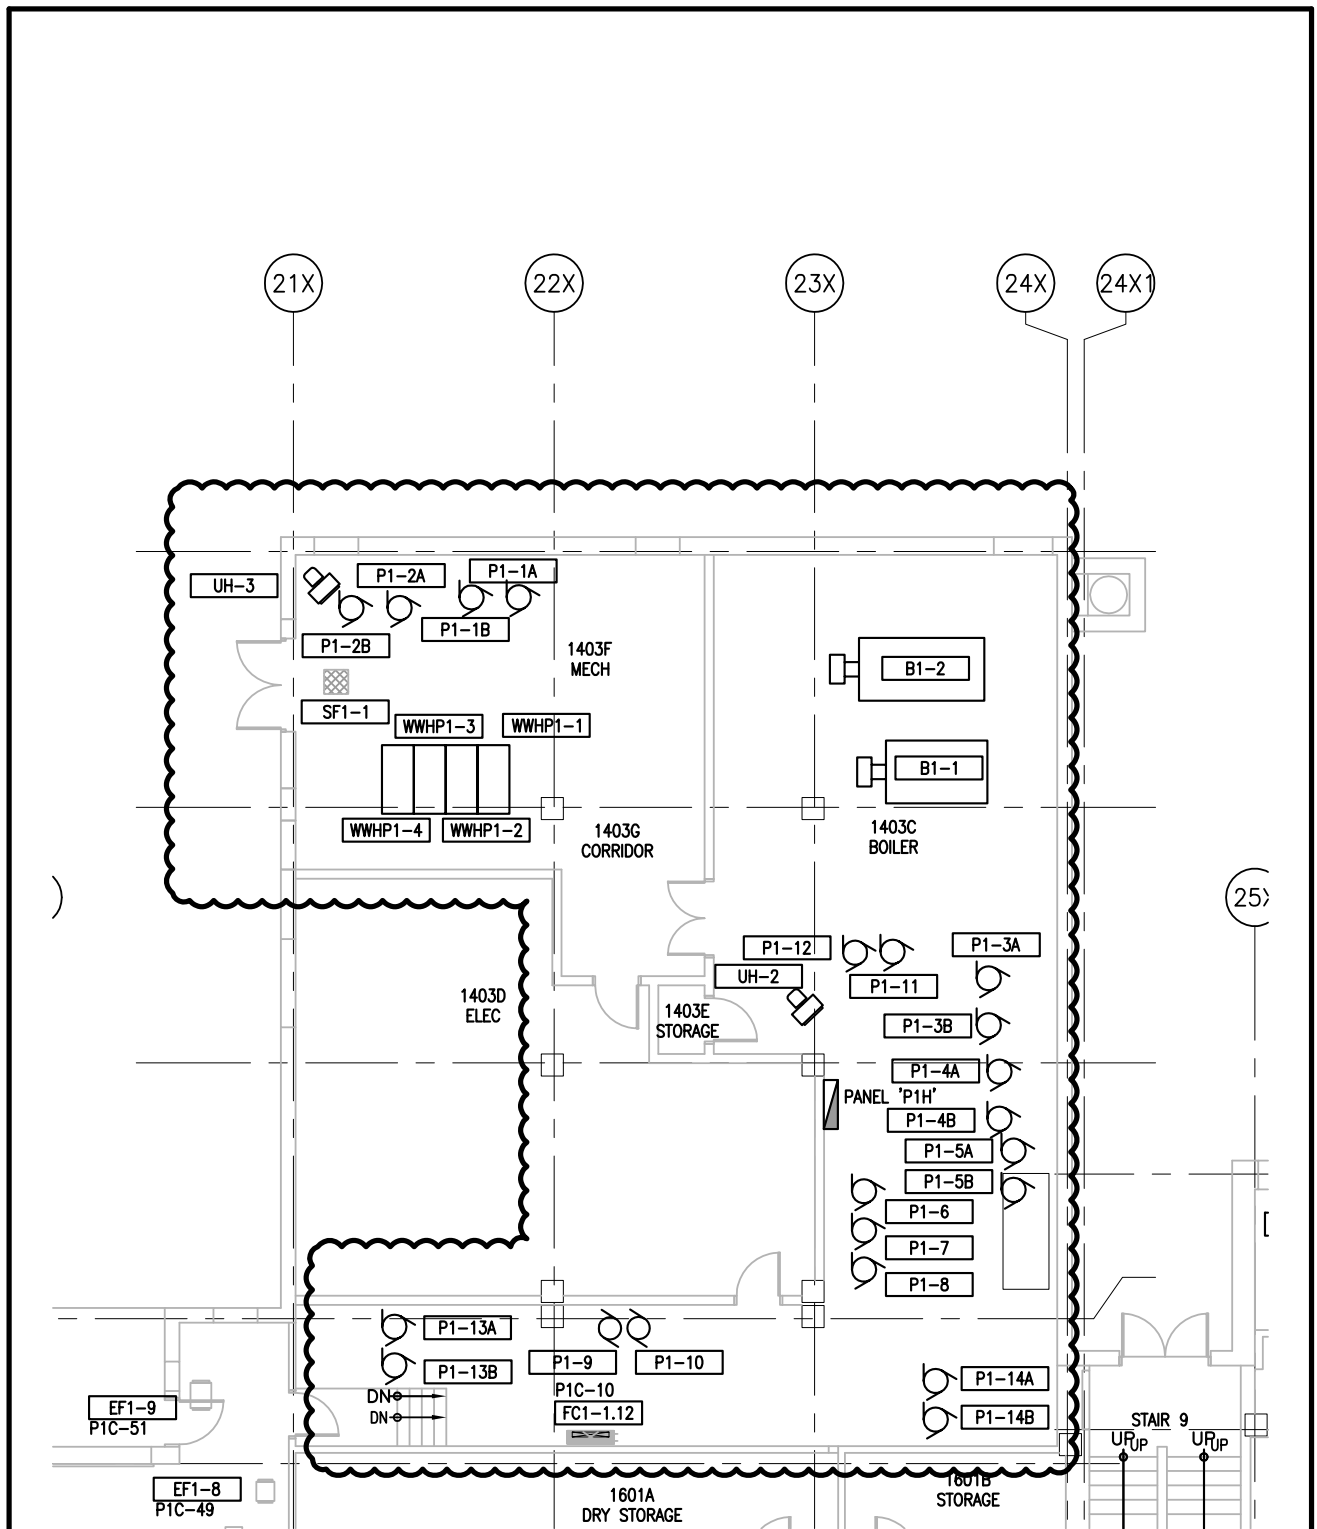 21X
22X
23X
24X
24X1
UH-3
P1-2A
P1-1A
P1-1B
P1-2B
1403F
MECH
B1-2
SF1-1
WWHP1-3
WWHP1-1
B1-1
WWHP1-4
WWHP1-2
1403G
CORRIDOR
1403C
BOILER
25X
P1-12
P1-3A
UH-2
P1-11
1403D
ELEC
1403E
STORAGE
P1-3B
P1-4A
PANEL 'P1H'
P1-4B
P1-5A
P1-5B
P1-6
P1-7
P1-8
P1-13A
P1-9
P1-10
P1-13B
P1C-10
P1-14A
DN
FC1-1.12
DN
P1-14B
EF1-9
P1C-51
STAIR 9
UP
UP
UP
UP
EF1-8
P1C-49
1601A
DRY STORAGE
1601B
STORAGE